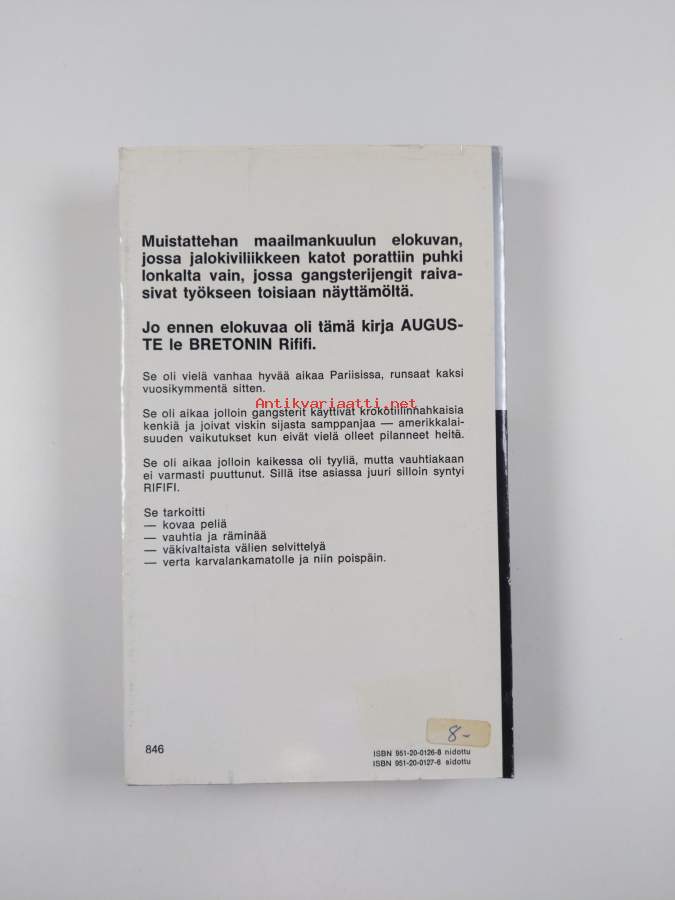 Muistattehan maailmankuulun elokuvan,
jossa jalokiviliikkeen katot porattiin puhki
lonkalta vain, jossa gangsterijengit raiva-
sivat työkseen toisiaan näyttämöltä.
Jo ennen elokuvaa oli tämä kirja AUGUS-
TE le BRETONIN Rififi.
Se oli vielä vanhaa hyvää aikaa Pariisissa, runsaat kaksi
vuosikymmentä sitten.
Antikvariaatti.net
Se oli aikaa jolloin gangsterit käyttivät krokotiilinnahkaisia
kenkiä ja joivat viskin sijasta samppanjaa — amerikkalai-
suuden vaikutukset kun eivät vielä olleet pilanneet heitä.
Se oli aikaa jolloin kaikessa oli tyyliä, mutta vauhtiakaan
ei varmasti puuttunut. Sillä itse asiassa juuri silloin syntyi
RIFIFI.
Se tarkoitti
— kovaa peliä
— vauhtia ja räminää
— väkivaltaista välien selvittelyä
— verta karvalankamatolle ja niin poispäin.
8-
846
ISBN 951-20-0126-8 nidottu
ISBN 951-20-0127-6 sidottu